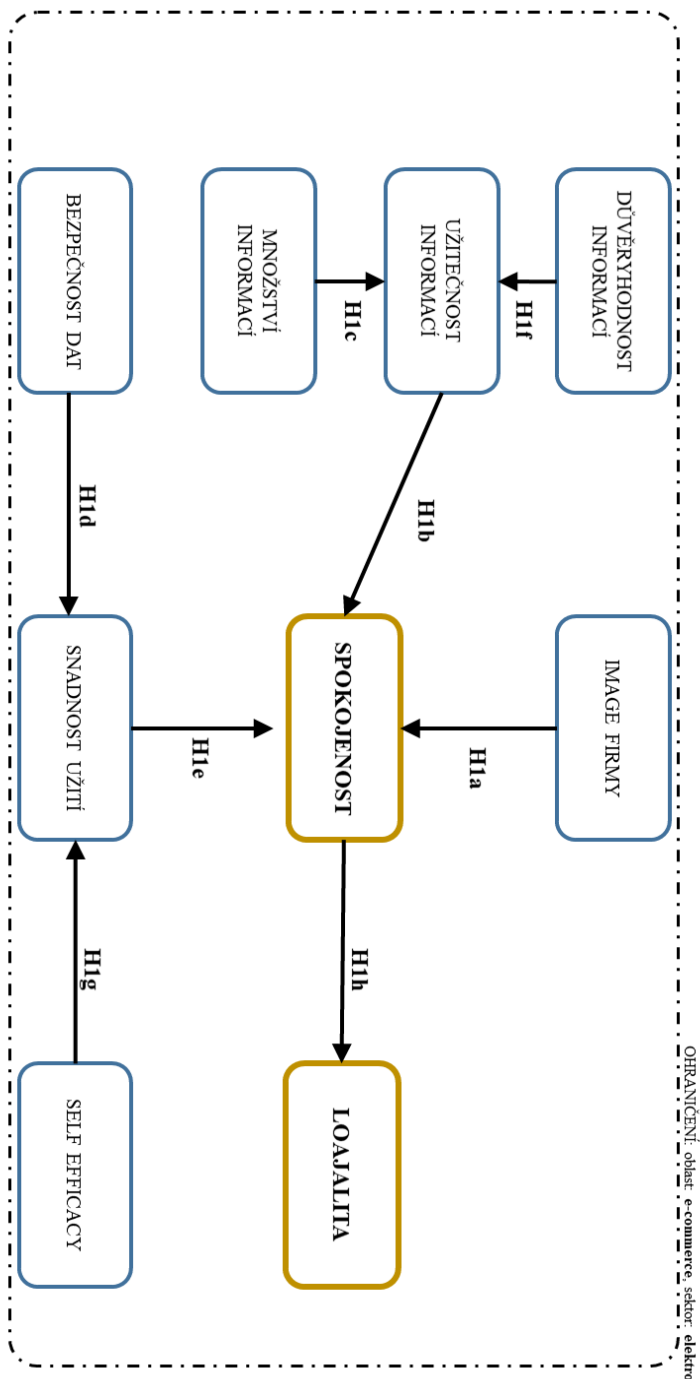 OHRANIČENÍ: oblast: e-commerce, sektor: elektro
DŮVĚRYHODNOST
INFORMACÍ
IMAGE FIRMY
H1f
H1a
UŽITEČNOST
INFORMACÍ
H1b
SPOKOJENOST
H1h
LOAJALITA
H1c
MNOŽSTVÍ
INFORMACÍ
H1e
BEZPEČNOST DAT
H1d
SNADNOST UŽITÍ
H1g
SELF EFFICACY